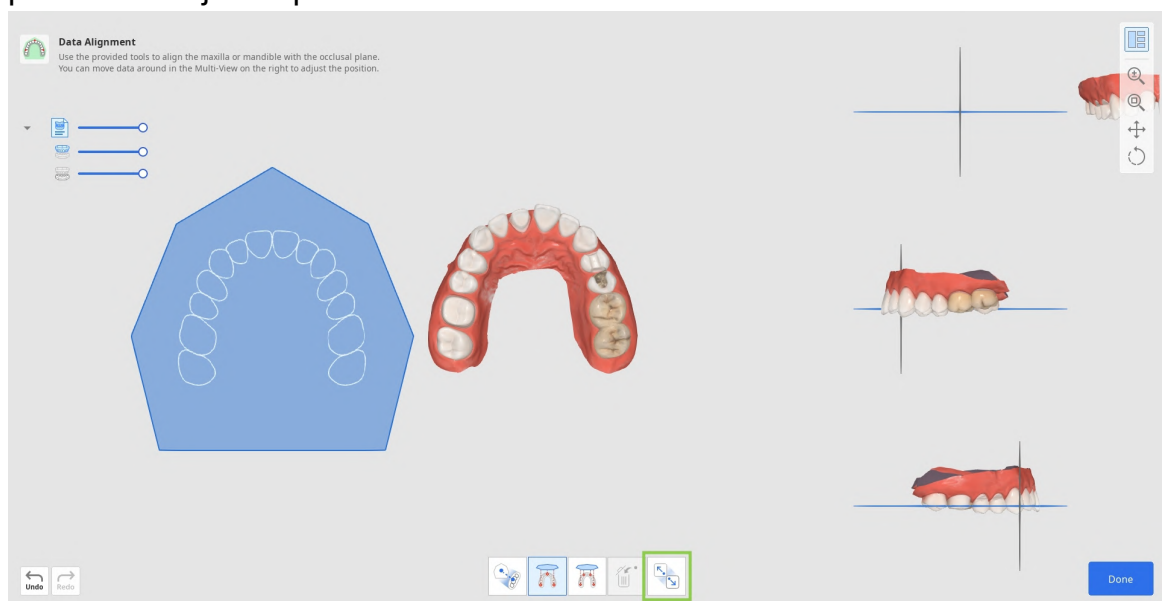 Data Alignment
Use the provided tools to align the maxilla or mandible with the occlusal plane.
You can move data around in the Multi-View on the right to adjust the position.
Undo
Redo
Done